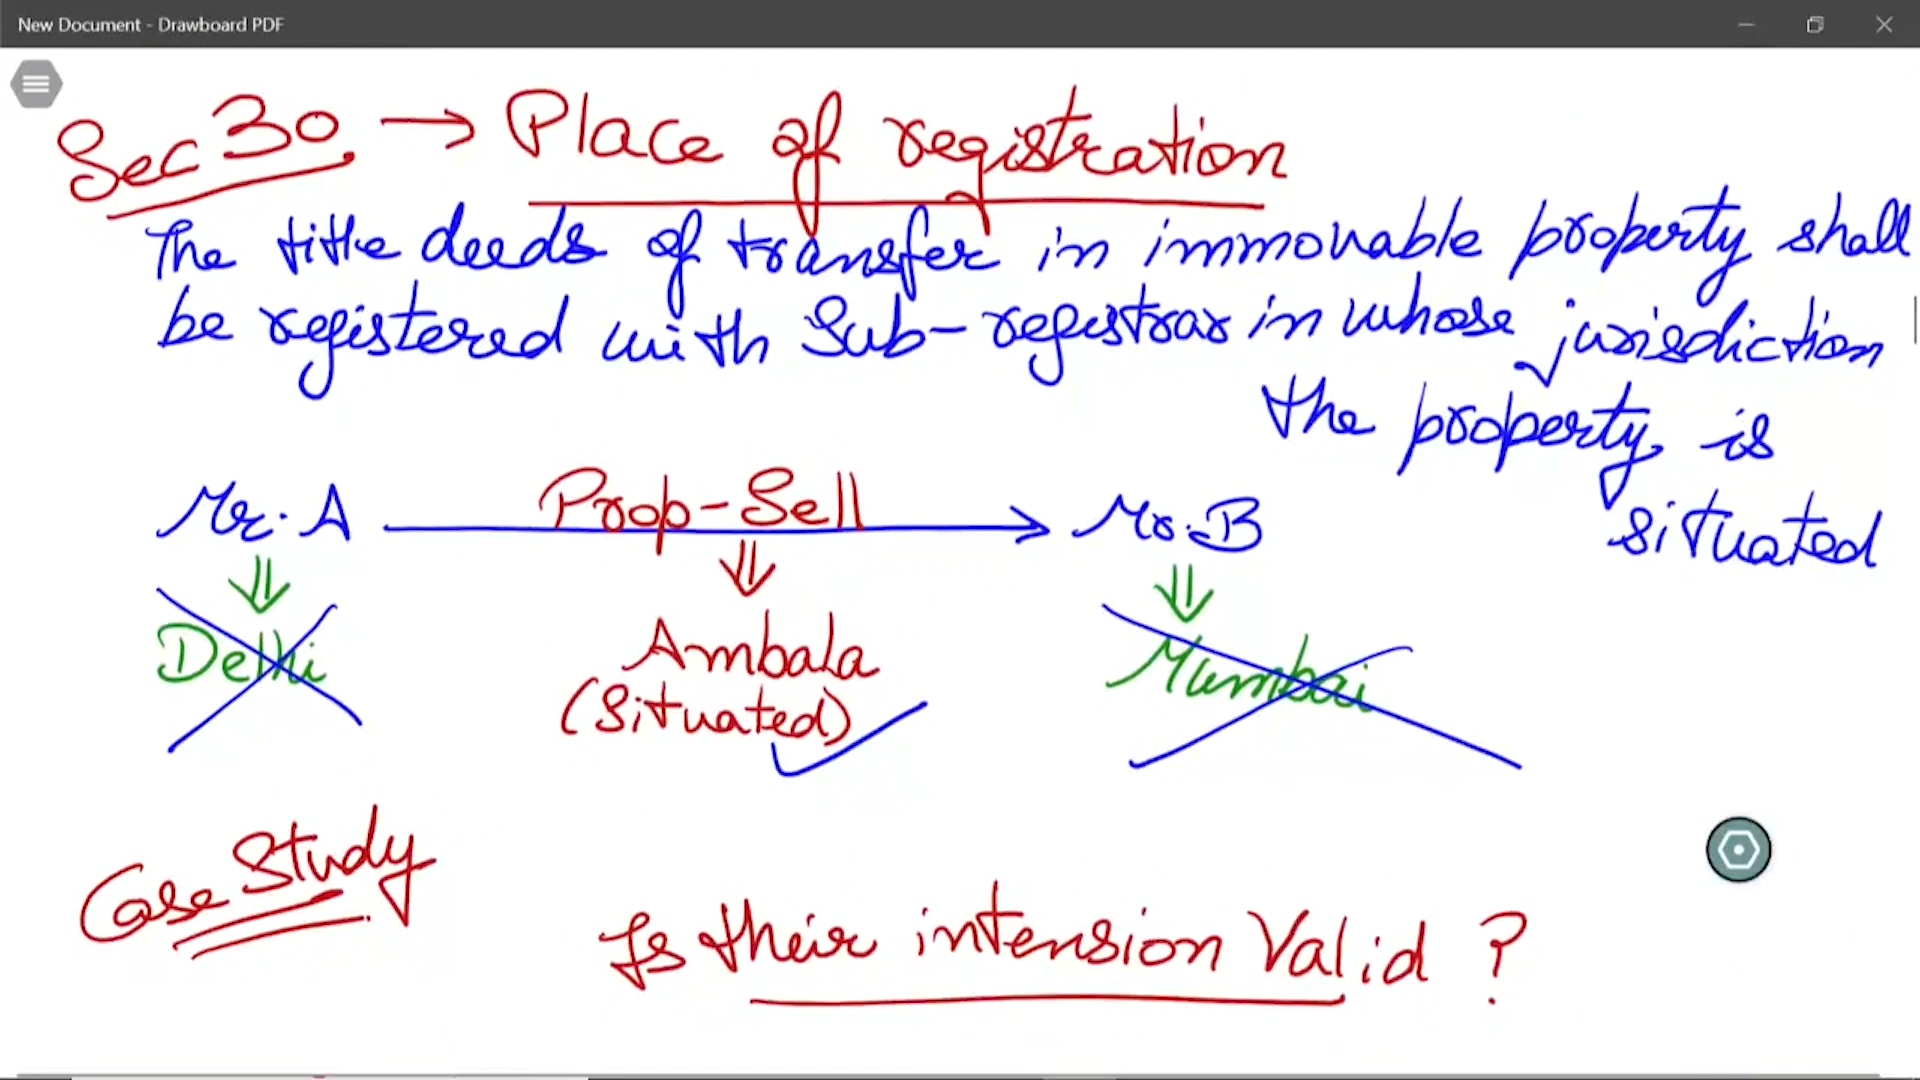 New Document - Drawboard PDF
Sec 30 → Place of registration
The title deeds of transfer in immovable property shall
be registered with Sub-registrar in whose jurisdiction
the property is
situated
Mr. A Prop-Sell Mr. B
Delhi Ambala Mumbai
(Situated)
Case Study
Is their intension Valid ?